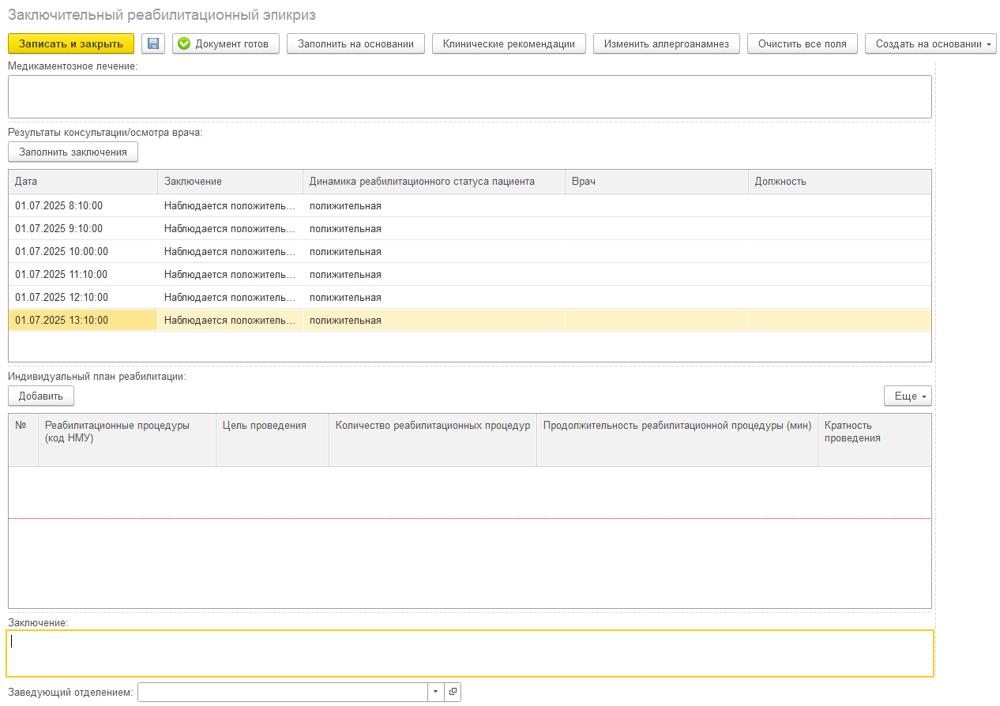 Заключительный реабилитационный эпикриз
Записать и закрыть Документ готов Заполнить на основании Клинические рекомендации Изменить аллергоанамнез Очистить все поля Создать на основании
Медикаментозное лечение:
Результаты консультации/осмотра врача:
Заполнить заключения
Дата Заключение Динамика реабилитационного статуса пациента Врач Должность
01.07.2025 8:10:00 Наблюдается положитель... полижительная
01.07.2025 9:10:00 Наблюдается положитель... полижительная
01.07.2025 10:00:00 Наблюдается положитель... полижительная
01.07.2025 11:10:00 Наблюдается положитель... полижительная
01.07.2025 12:10:00 Наблюдается положитель... полижительная
01.07.2025 13:10:00 Наблюдается положитель... полижительная
Индивидуальный план реабилитации:
Добавить Еще
№ Реабилитационные процедуры Цель проведения Количество реабилитационных процедур Продолжительность реабилитационной процедуры (мин) Кратность
(код НМУ) проведения
Заключение:
Заведующий отделением: